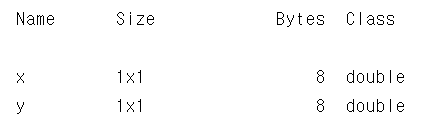 Name Size Bytes Class
x 1x1 8 double
y 1x1 8 double